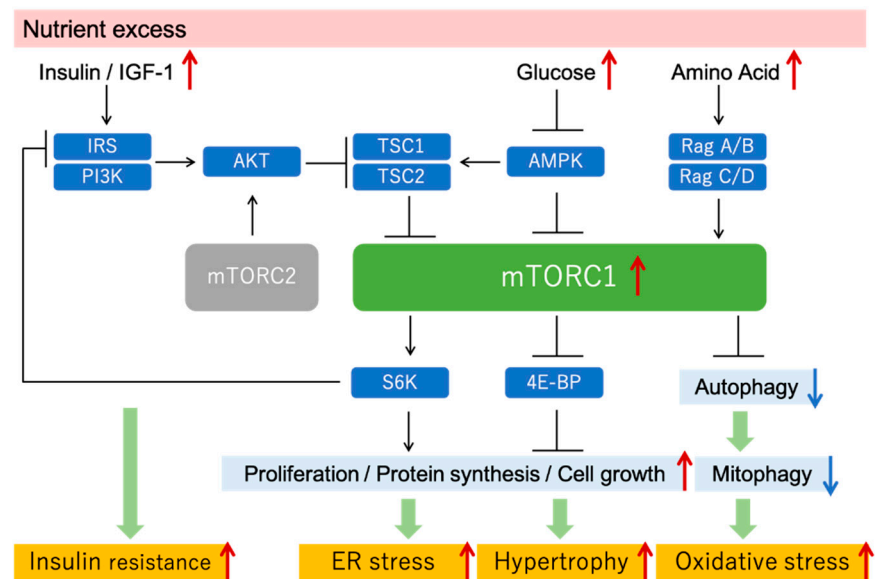 Nutrient excess
Insulin / IGF-1
Glucose
Amino Acid
IRS
PI3K
AKT
TSC1
TSC2
AMPK
Rag A/B
Rag C/D
mTORC2
mTORC1
S6K
4E-BP
Autophagy
Proliferation / Protein synthesis / Cell growth
Mitophagy
Insulin resistance
ER stress
Hypertrophy
Oxidative stress